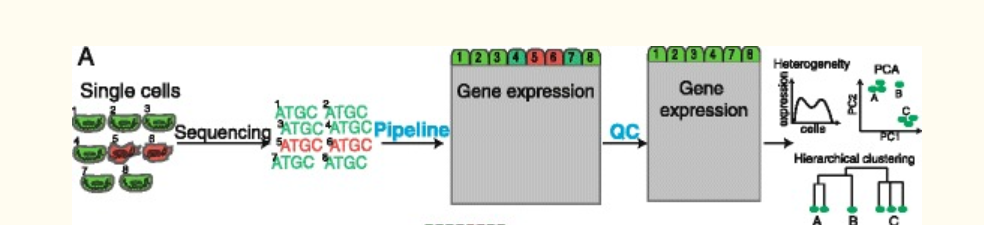 A
Single cells
1 2 3
4 5 6
7 8
Sequencing
1ATGC 2ATGC
3ATGC 4ATGC
5ATGC 6ATGC
7ATGC 8ATGC
Pipeline
1 2 3 4 5 6 7 8
Gene expression
QC
1 2 3 4 7 8
Gene
expression
Heterogeneity
expression
cells
PCA
PC2
A B
C
PC1
Hierarchical clustering
A B C